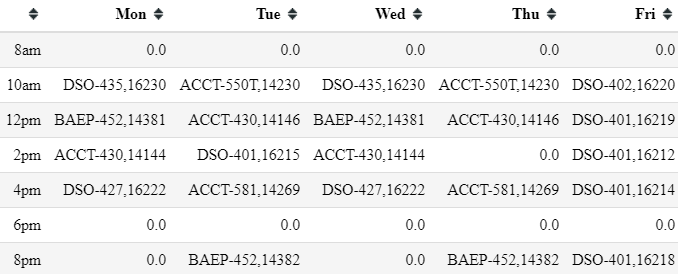 Mon Tue Wed Thu Fri
8am 0.0 0.0 0.0 0.0 0.0
10am DSO-435,16230 ACCT-550T,14230 DSO-435,16230 ACCT-550T,14230 DSO-402,16220
12pm BAEP-452,14381 ACCT-430,14146 BAEP-452,14381 ACCT-430,14146 DSO-401,16219
2pm ACCT-430,14144 DSO-401,16215 ACCT-430,14144 0.0 DSO-401,16212
4pm DSO-427,16222 ACCT-581,14269 DSO-427,16222 ACCT-581,14269 DSO-401,16214
6pm 0.0 0.0 0.0 0.0 0.0
8pm 0.0 BAEP-452,14382 0.0 BAEP-452,14382 DSO-401,16218